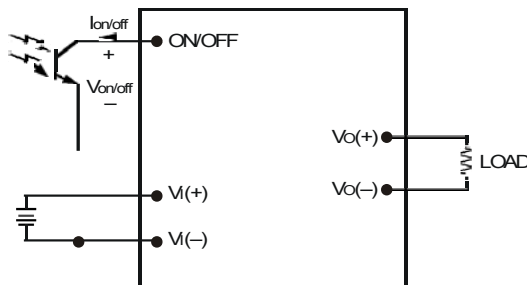 Ion/off
ON/OFF
+
Von/off
–
VO(+)
LOAD
VO(–)
Vi(+)
Vi(–)